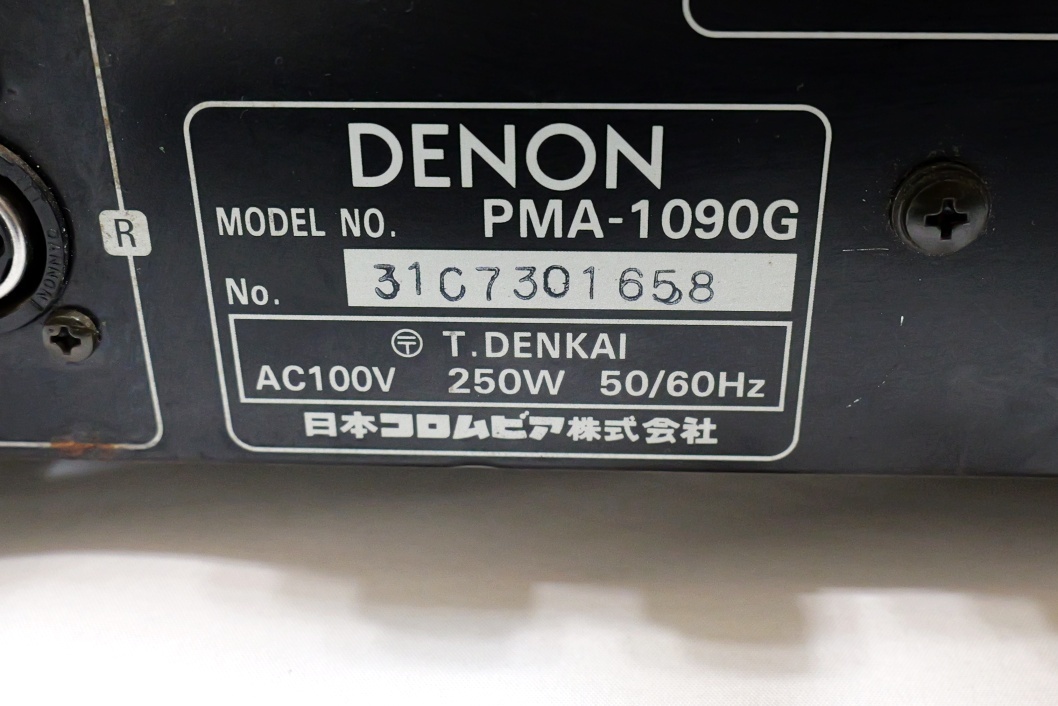 DENON
MODEL NO. PMA-1090G
No. 31C7301658
〶 T.DENKAI
AC100V 250W 50/60Hz
日本コロムビア株式会社
R